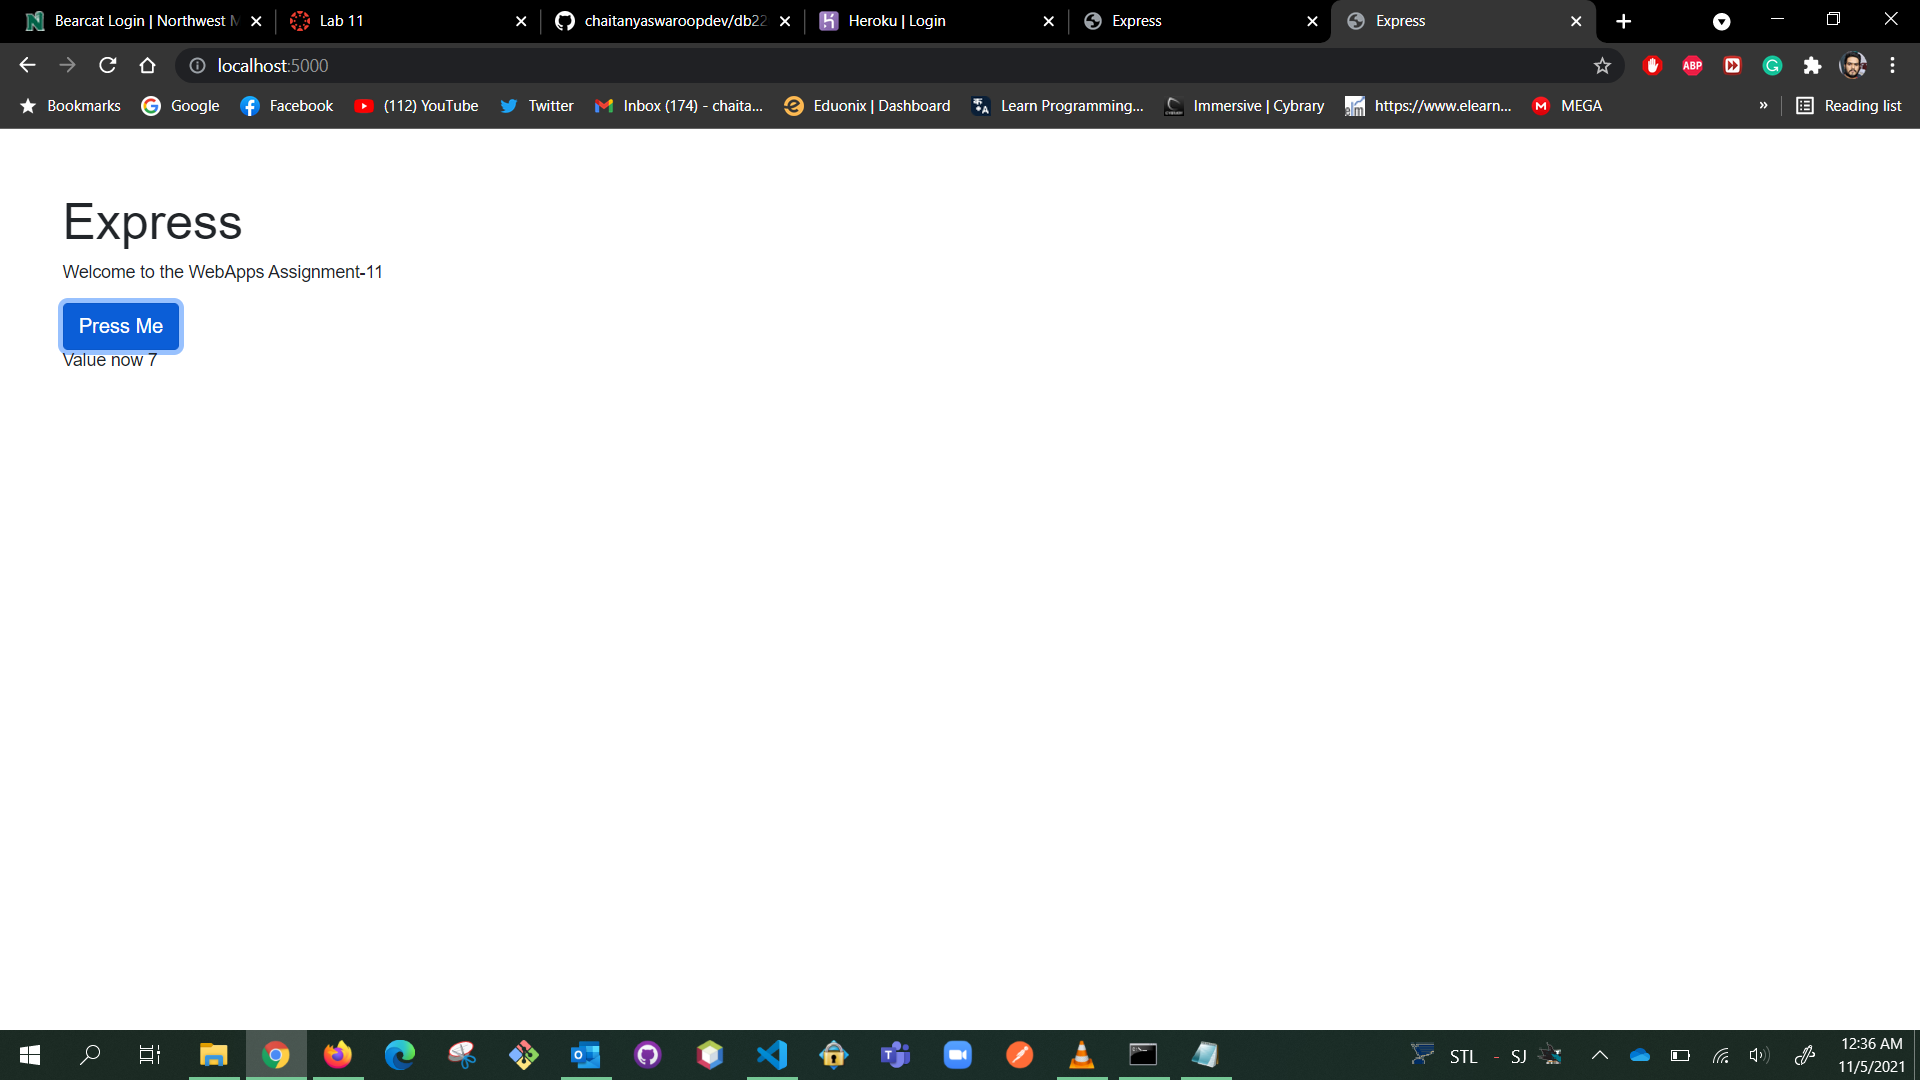 Bearcat Login | Northwest M
Lab 11
chaitanyaswaroopdev/db22
Heroku | Login
Express
Express
localhost:5000
ABP
Bookmarks
Google
Facebook
(112) YouTube
Twitter
Inbox (174) - chaita...
Eduonix | Dashboard
Learn Programming...
Immersive | Cybrary
https://www.elearn...
MEGA
»
Reading list
Express
Welcome to the WebApps Assignment-11
Press Me
Value now 7
STL - SJ
12:36 AM
11/5/2021